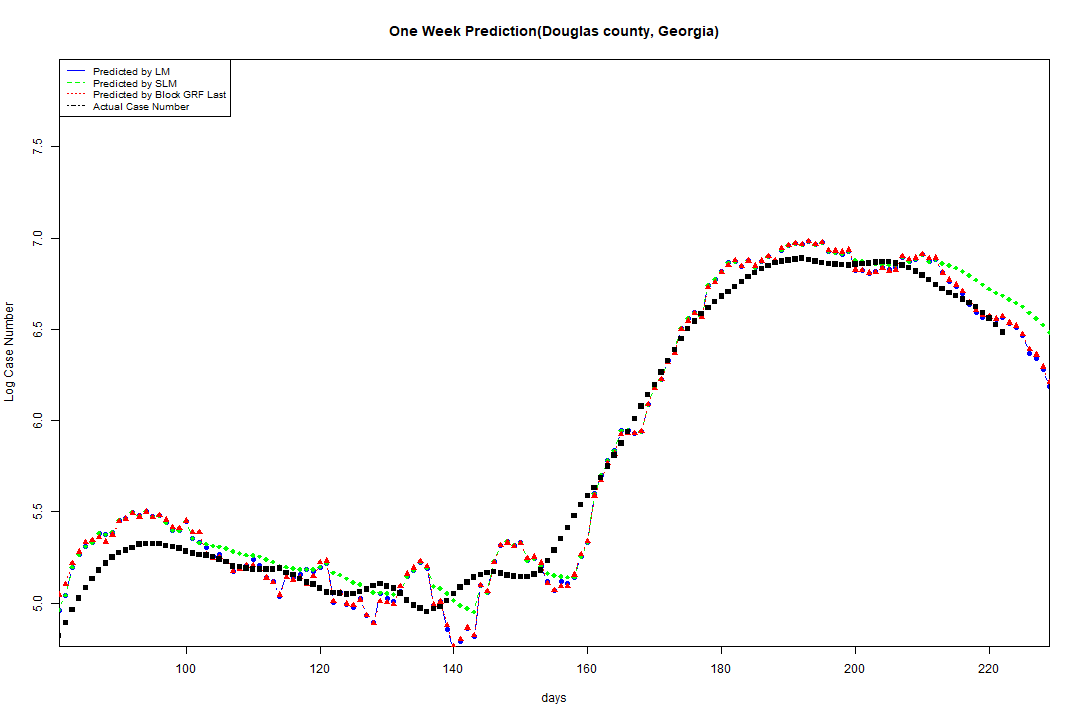 One Week Prediction(Douglas county, Georgia)
Predicted by LM
Predicted by SLM
Predicted by Block GRF Last
Actual Case Number
7.5
7.0
6.5
6.0
5.5
5.0
Log Case Number
100 120 140 160 180 200 220
days